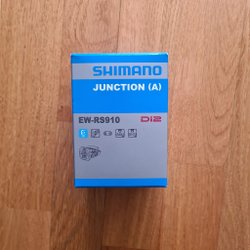 SHIMANO
JUNCTION (A)
EW-RS910
Di2